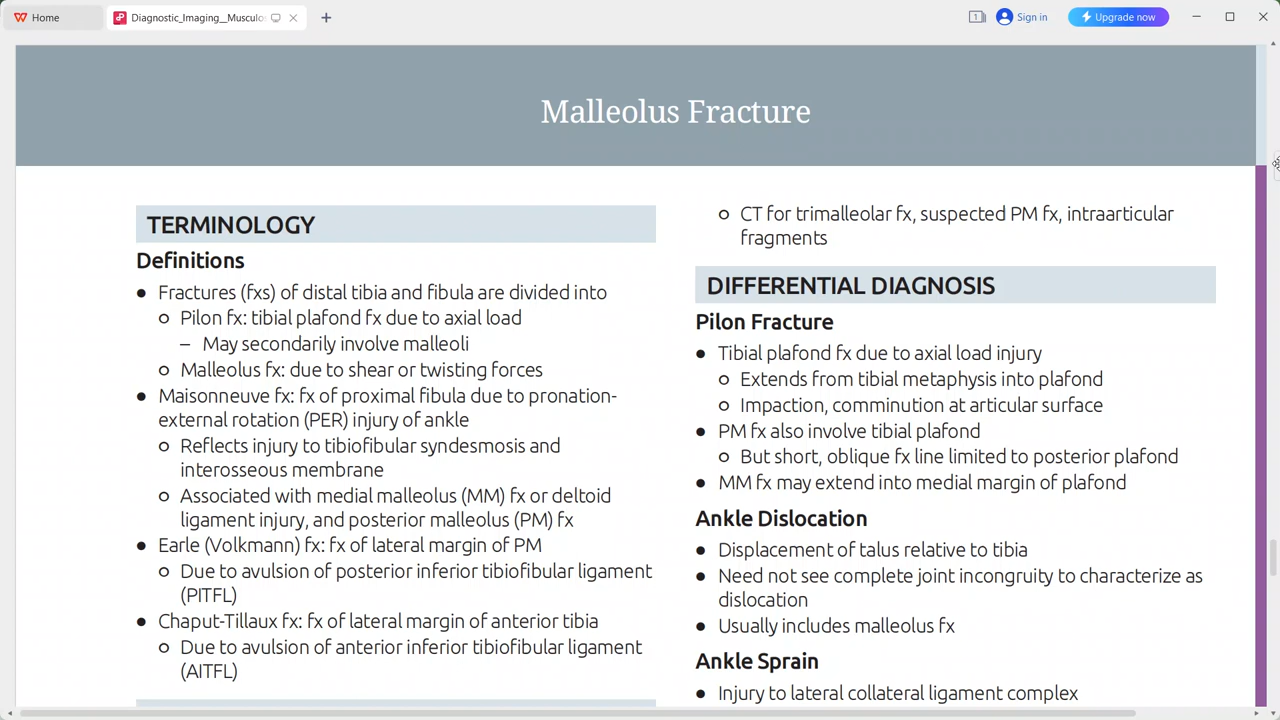 Home
Diagnostic_Imaging__Musculos
1
Sign in
Upgrade now
Malleolus Fracture
TERMINOLOGY
Definitions
• Fractures (fxs) of distal tibia and fibula are divided into
○ Pilon fx: tibial plafond fx due to axial load
– May secondarily involve malleoli
○ Malleolus fx: due to shear or twisting forces
• Maisonneuve fx: fx of proximal fibula due to pronation-
external rotation (PER) injury of ankle
○ Reflects injury to tibiofibular syndesmosis and
interosseous membrane
○ Associated with medial malleolus (MM) fx or deltoid
ligament injury, and posterior malleolus (PM) fx
• Earle (Volkmann) fx: fx of lateral margin of PM
○ Due to avulsion of posterior inferior tibiofibular ligament
(PITFL)
• Chaput-Tillaux fx: fx of lateral margin of anterior tibia
○ Due to avulsion of anterior inferior tibiofibular ligament
(AITFL)
○ CT for trimalleolar fx, suspected PM fx, intraarticular
fragments
DIFFERENTIAL DIAGNOSIS
Pilon Fracture
• Tibial plafond fx due to axial load injury
○ Extends from tibial metaphysis into plafond
○ Impaction, comminution at articular surface
• PM fx also involve tibial plafond
○ But short, oblique fx line limited to posterior plafond
• MM fx may extend into medial margin of plafond
Ankle Dislocation
• Displacement of talus relative to tibia
• Need not see complete joint incongruity to characterize as
dislocation
• Usually includes malleolus fx
Ankle Sprain
• Injury to lateral collateral ligament complex